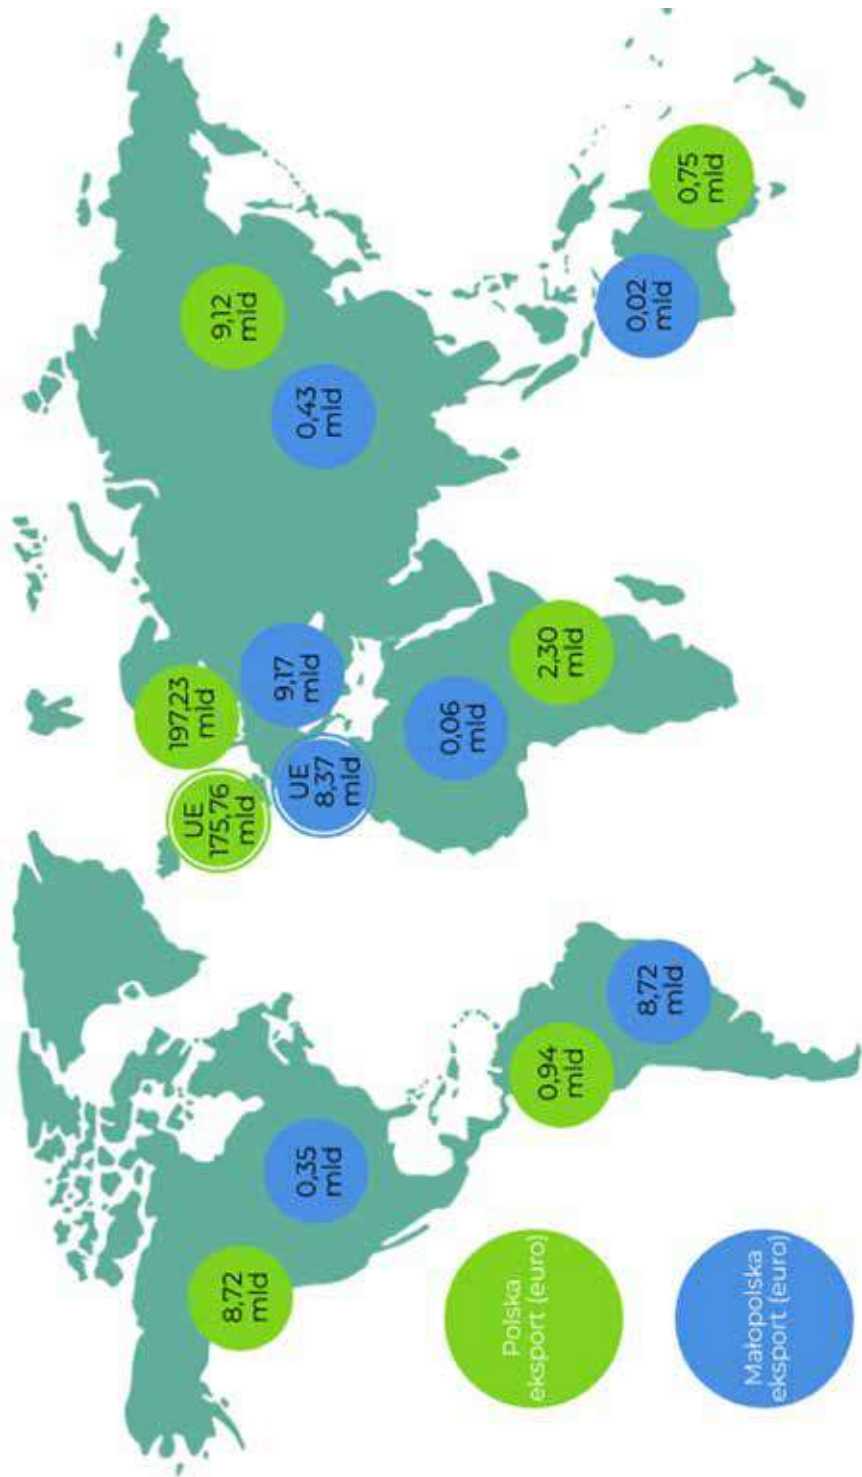 197,23
mld
UE
175,76
mld
8,72
mld
9,12
mld
9,17
mld
0,35
mld
UE
8,37
mld
0,43
mld
0,06
mld
Polska
eksport (euro)
0,94
mld
2,30
mld
8,72
mld
0,02
mld
0,75
mld
Małopolska
eksport (euro)